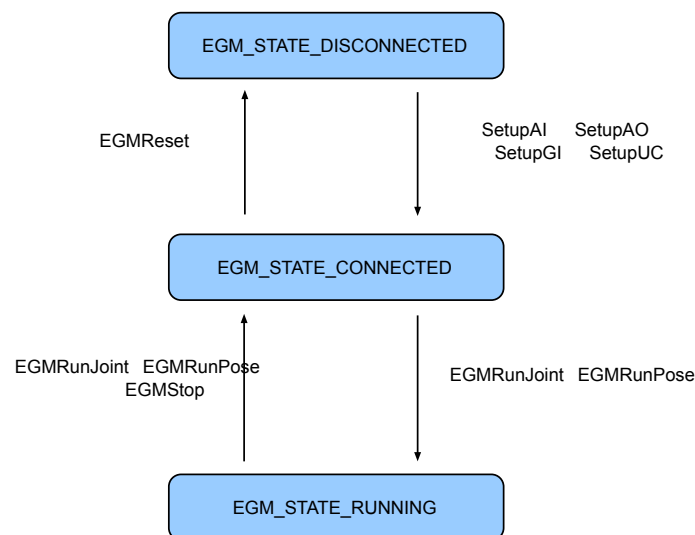 EGM_STATE_DISCONNECTED
EGMReset
SetupAI SetupAO
SetupGI SetupUC
EGM_STATE_CONNECTED
EGMRunJoint EGMRunPose
EGMStop
EGMRunJoint EGMRunPose
EGM_STATE_RUNNING